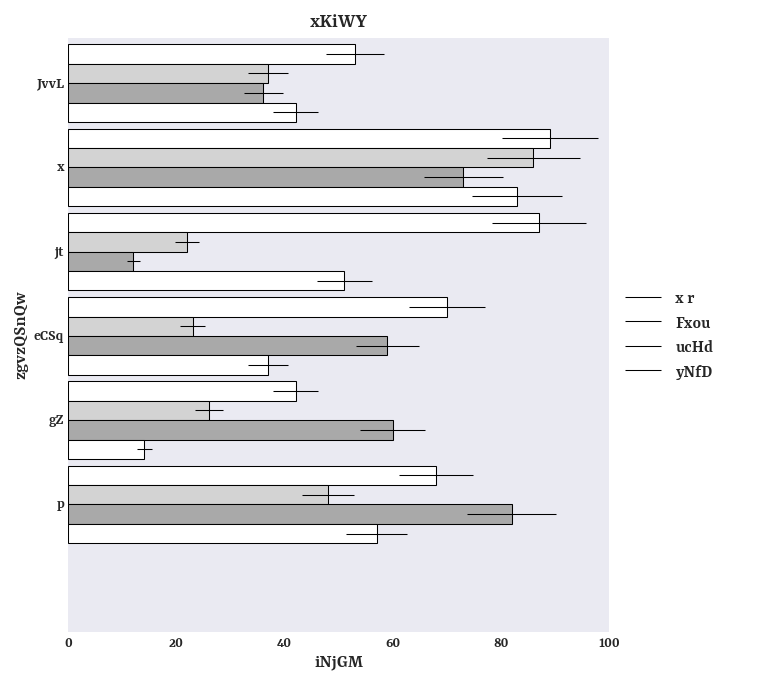 xKiWY
JvvL
x
jt
eCSq
gZ
p
zgvzQSnQw
0 20 40 60 80 100
iNjGM
x r
Fxou
ucHd
yNfD